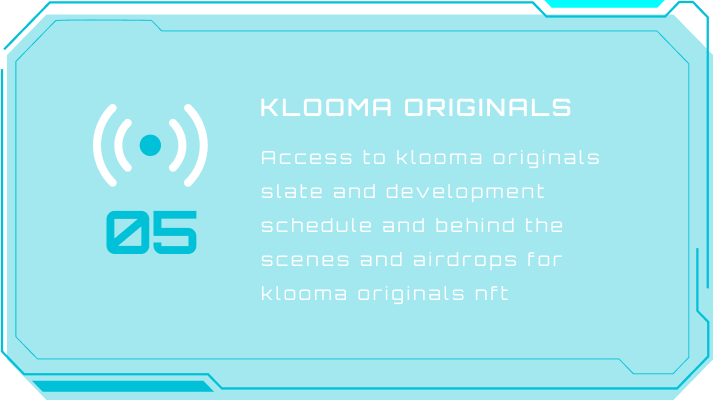 KLOOMA ORIGINALS
Access to klooma originals
slate and development
schedule and behind the
scenes and airdrops for
klooma originals nft
05